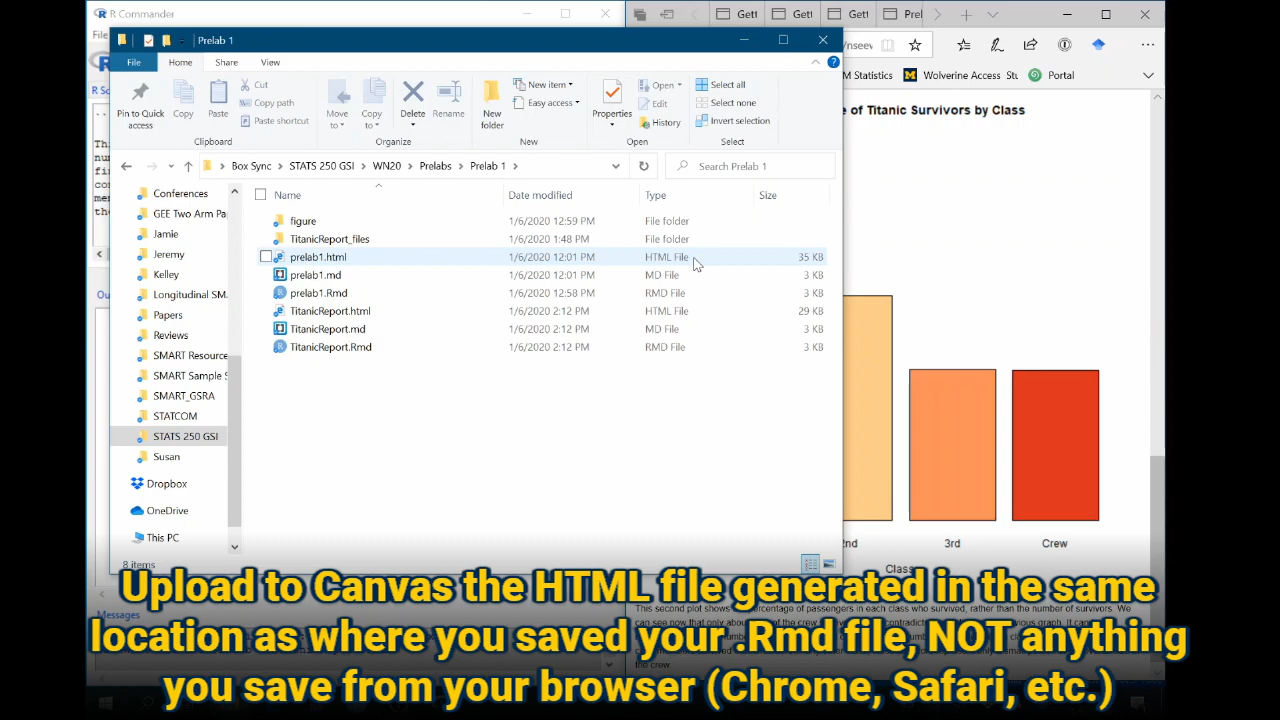 R Commander
Gett
Gett
Gett
Prel
Prelab 1
File
Home
Share
View
M Statistics
Wolverine Access Stu
Portal
Pin to Quick access
Copy
Paste
Cut
Copy path
Paste shortcut
Clipboard
Move to
Copy to
Delete
Rename
Organize
New folder
New item
Easy access
New
Properties
Open
Edit
History
Open
Select all
Select none
Invert selection
Select
e of Titanic Survivors by Class
Box Sync > STATS 250 GSI > WN20 > Prelabs > Prelab 1 >
Search Prelab 1
Name
Date modified
Type
Size
figure 1/6/2020 12:59 PM File folder
TitanicReport_files 1/6/2020 1:48 PM File folder
prelab1.html 1/6/2020 12:01 PM HTML File 35 KB
prelab1.md 1/6/2020 12:01 PM MD File 3 KB
prelab1.Rmd 1/6/2020 12:58 PM RMD File 3 KB
TitanicReport.html 1/6/2020 2:12 PM HTML File 29 KB
TitanicReport.md 1/6/2020 2:12 PM MD File 3 KB
TitanicReport.Rmd 1/6/2020 2:12 PM RMD File 3 KB
Conferences
GEE Two Arm Pa
Jamie
Jeremy
Kelley
Longitudinal SM
Papers
Reviews
SMART Resource
SMART Sample S
SMART_GSRA
STATCOM
STATS 250 GSI
Susan
Dropbox
OneDrive
This PC
8 items
2nd
3rd
Crew
Class
Messages
Upload to Canvas the HTML file generated in the same
location as where you saved your .Rmd file, NOT anything
you save from your browser (Chrome, Safari, etc.)